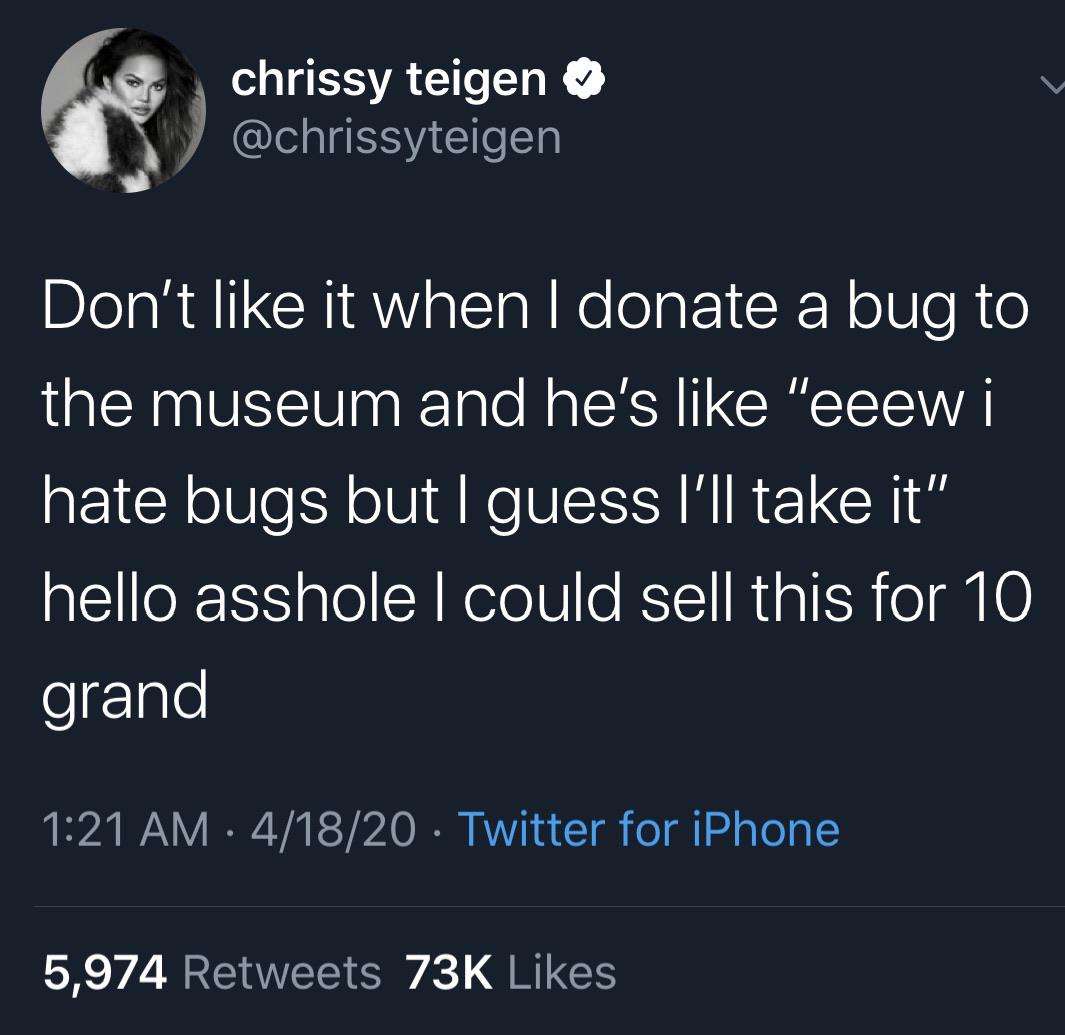 chrissy teigen
@chrissyteigen
Don’t like it when I donate a bug to
the museum and he’s like “eeew i
hate bugs but I guess I’ll take it”
hello asshole I could sell this for 10
grand
1:21 AM · 4/18/20 · Twitter for iPhone
5,974 Retweets 73K Likes